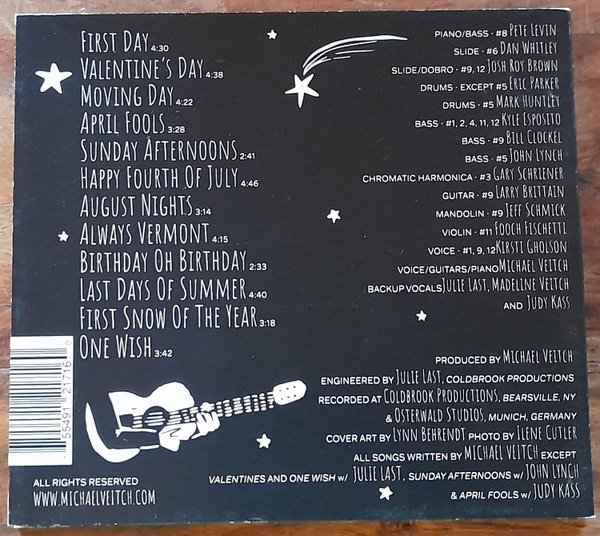 First Day 4:30
Valentine's Day 4:38
Moving Day 4:22
April Fools 3:28
Sunday Afternoons 2:41
Happy Fourth Of July 4:46
August Nights 3:14
Always Vermont 4:15
Birthday Oh Birthday 2:33
Last Days Of Summer 4:40
First Snow Of The Year 3:18
One Wish 3:42
Piano/Bass - #8 Pete Levin
Slide - #6 Dan Whitley
Slide/Dobro - #9, 12 Josh Roy Brown
Drums - Except #5 Eric Parker
Drums - #5 Mark Huntley
Bass - #1, 2, 4, 11, 12 Kyle Esposito
Bass - #9 Bill Clockel
Bass - #5 John Lynch
Chromatic Harmonica - #3 Gary Schriener
Guitar - #9 Larry Brittain
Mandolin - #9 Jeff Schmick
Violin - #11 Fooch Fischetti
Voice - #1, 9, 12 Kirsti Gholson
Voice/Guitars/Piano Michael Veitch
Backup Vocals Julie Last, Madeline Veitch
and Judy Kass
Produced by Michael Veitch
Engineered by Julie Last, Coldbrook Productions
Recorded at Coldbrook Productions, Bearsville, NY
& Osterwald Studios, Munich, Germany
Cover Art by Lynn Behrendt Photo by Ilene Cutler
All Songs Written by Michael Veitch Except
Valentines and One Wish w/ Julie Last, Sunday Afternoons w/ John Lynch
& April Fools w/ Judy Kass
55491 21716
All Rights Reserved
www.michaelveitch.com